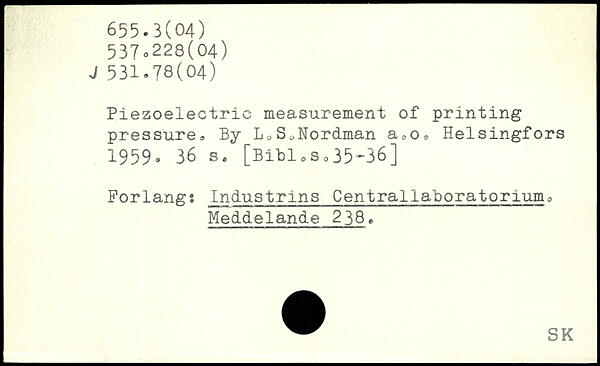 655.3(04)
537.228(04)
√ 531.78(04)
Piezoelectric measurement of printing
pressure. By L.S.Nordman a.o. Helsingfors
1959. 36 s. [Bibl.s.35-36]
Forlang: Industrins Centrallaboratorium.
Meddelande 238.
SK